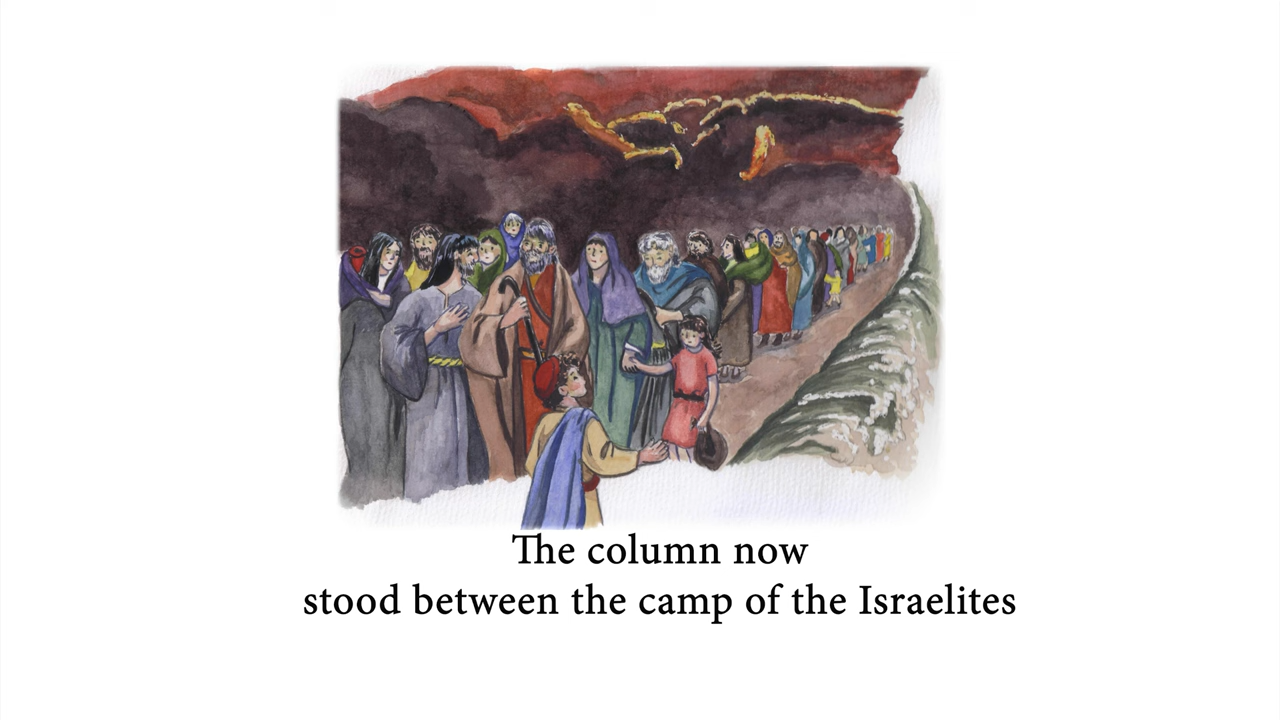 The column now
stood between the camp of the Israelites